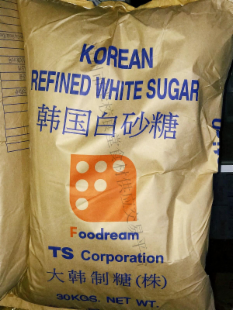 KOREAN
REFINED WHITE SUGAR
韩国白砂糖
Foodream
TS Corporation
大韩制糖(株)
30KGS. NET WT.